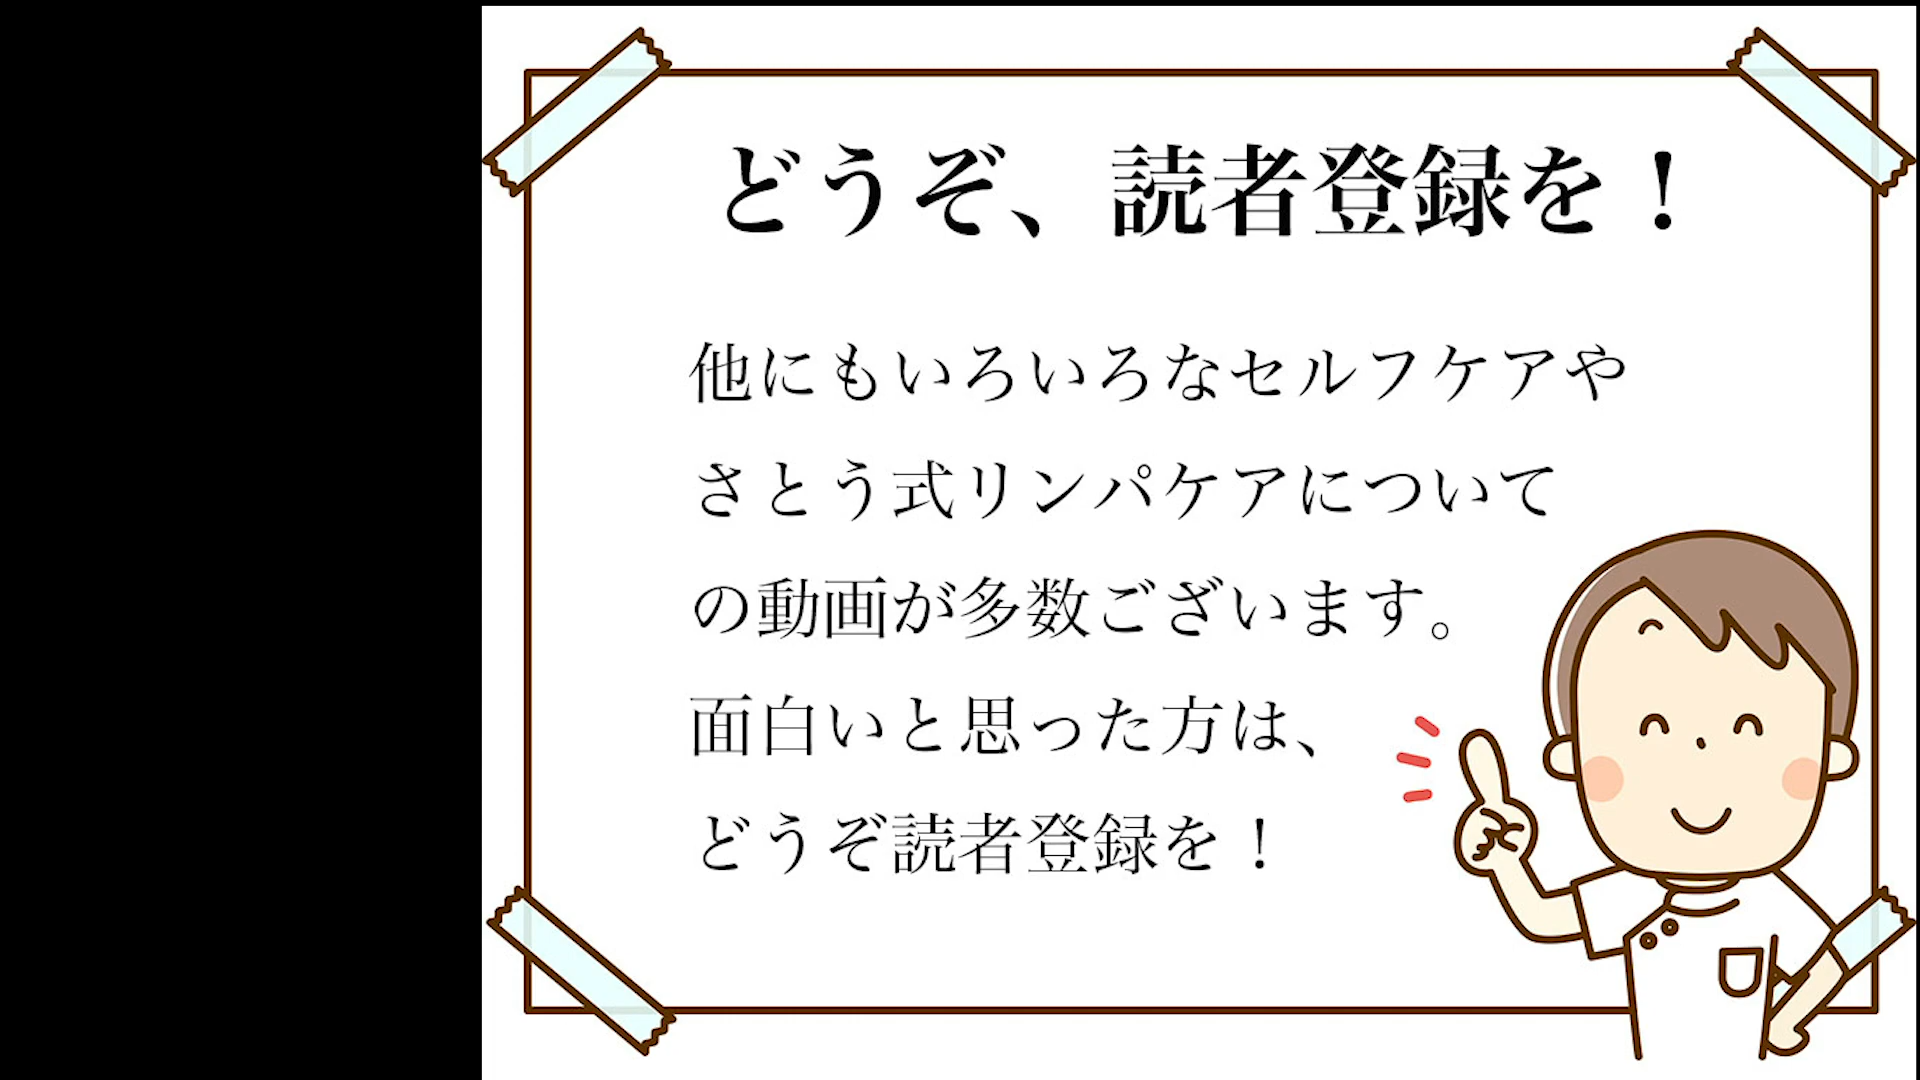 どうぞ、読者登録を！
他にもいろいろなセルフケアや
さとう式リンパケアについて
の動画が多数ございます。
面白いと思った方は、
どうぞ読者登録を！